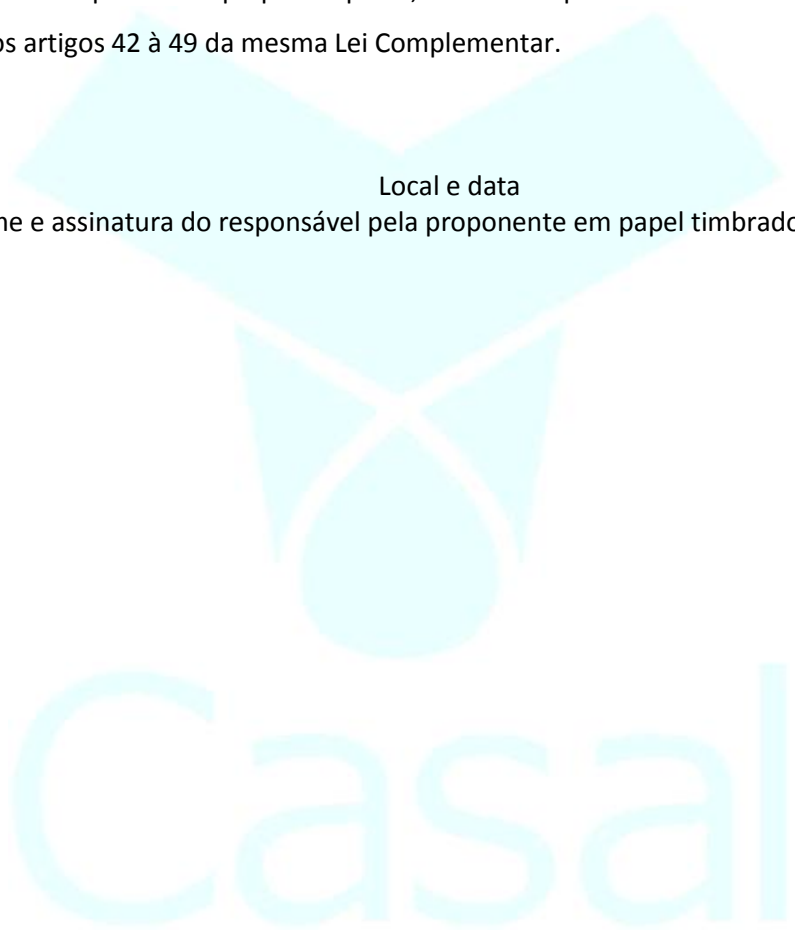 os artigos 42 à 49 da mesma Lei Complementar.
Local e data
e assinatura do responsável pela proponente em papel timbrado
Casal